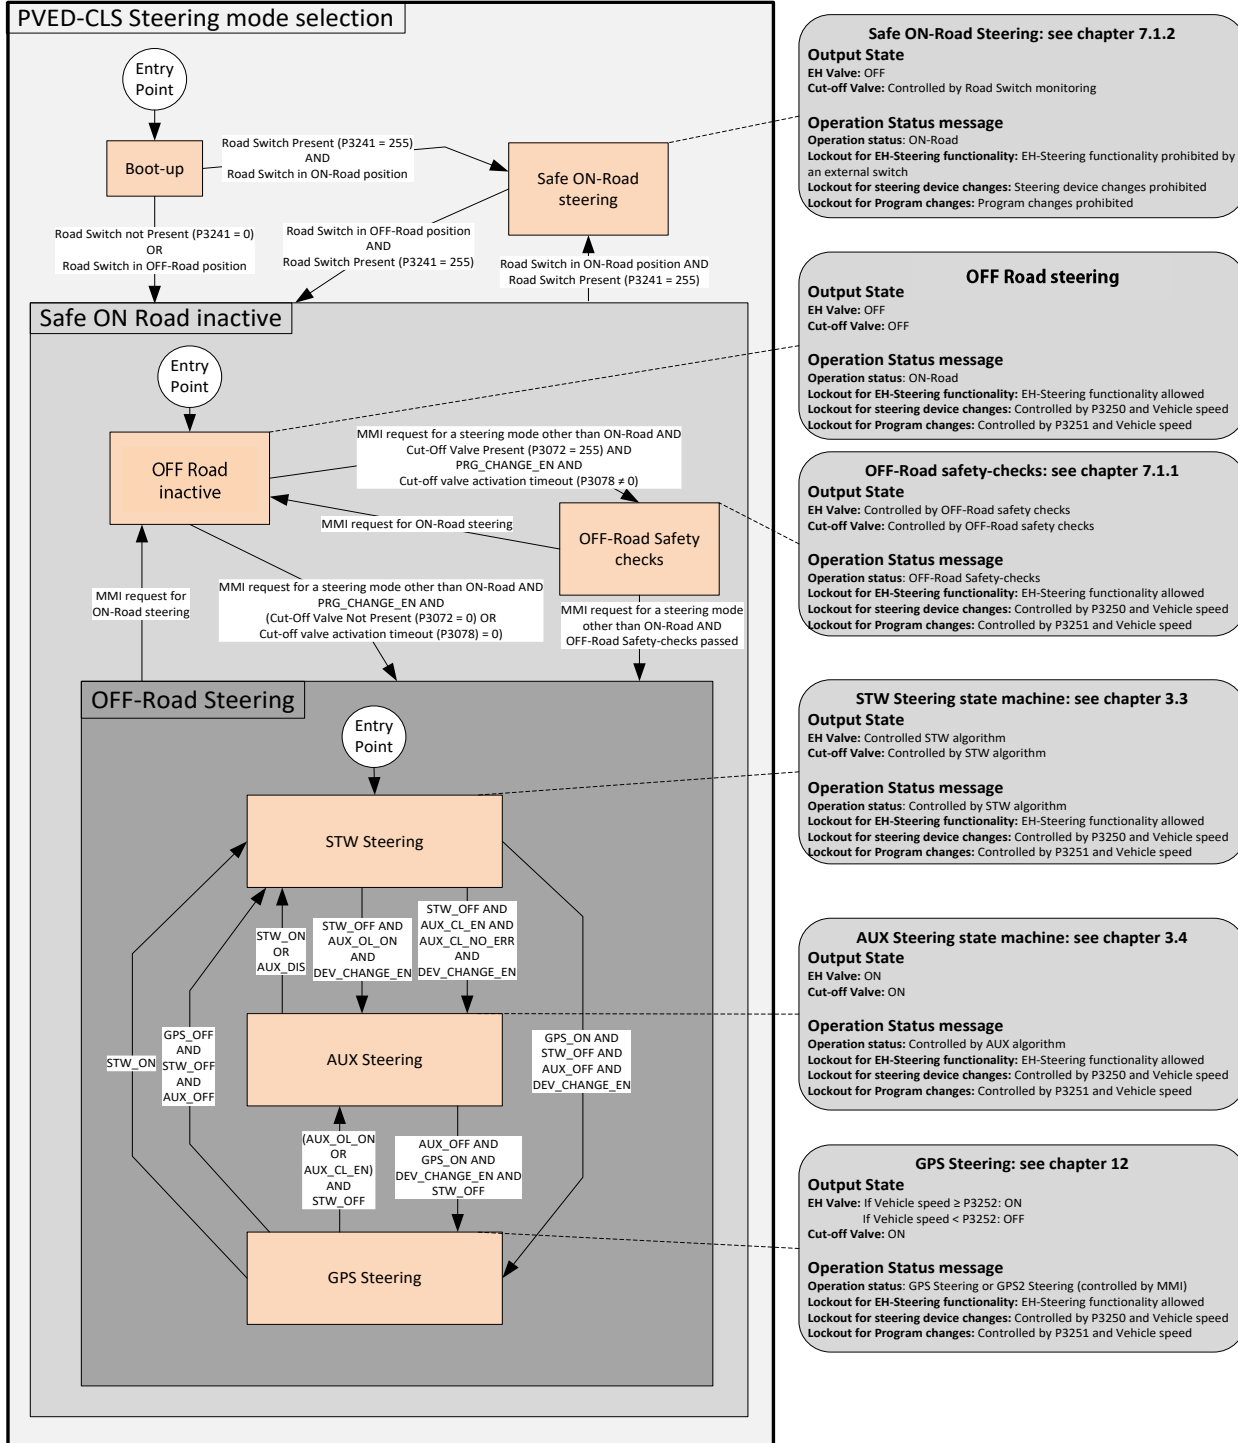 PVED-CLS Steering mode selection
Entry
Point
Boot-up
Road Switch Present (P3241 = 255)
AND
Road Switch in ON-Road position
Safe ON-Road
steering
Road Switch not Present (P3241 = 0)
OR
Road Switch in OFF-Road position
Road Switch in OFF-Road position
AND
Road Switch Present (P3241 = 255)
Road Switch in ON-Road position AND
Road Switch Present (P3241 = 255)
Safe ON Road inactive
Entry
Point
OFF Road
inactive
MMI request for a steering mode other than ON-Road AND
Cut-Off Valve Present (P3072 = 255) AND
PRG_CHANGE_EN AND
Cut-off valve activation timeout (P3078 ≠ 0)
MMI request for ON-Road steering
OFF-Road Safety
checks
MMI request for
ON-Road steering
MMI request for a steering mode other than ON-Road AND
PRG_CHANGE_EN AND
(Cut-Off Valve Not Present (P3072 = 0) OR
Cut-off valve activation timeout (P3078) = 0)
MMI request for a steering mode
other than ON-Road AND
OFF-Road Safety-checks passed
OFF-Road Steering
Entry
Point
STW Steering
STW_ON
OR
AUX_DIS
STW_OFF AND
AUX_OL_ON
AND
DEV_CHANGE_EN
STW_OFF AND
AUX_CL_EN AND
AUX_CL_NO_ERR
AND
DEV_CHANGE_EN
STW_ON
GPS_OFF
AND
STW_OFF
AND
AUX_OFF
AUX Steering
GPS_ON AND
STW_OFF AND
AUX_OFF AND
DEV_CHANGE_EN
(AUX_OL_ON
OR
AUX_CL_EN)
AND
STW_OFF
AUX_OFF AND
GPS_ON AND
DEV_CHANGE_EN AND
STW_OFF
GPS Steering
Safe ON-Road Steering: see chapter 7.1.2
Output State
EH Valve: OFF
Cut-off Valve: Controlled by Road Switch monitoring
Operation Status message
Operation status: ON-Road
Lockout for EH-Steering functionality: EH-Steering functionality prohibited by
an external switch
Lockout for steering device changes: Steering device changes prohibited
Lockout for Program changes: Program changes prohibited
OFF Road steering
Output State
EH Valve: OFF
Cut-off Valve: OFF
Operation Status message
Operation status: ON-Road
Lockout for EH-Steering functionality: EH-Steering functionality allowed
Lockout for steering device changes: Controlled by P3250 and Vehicle speed
Lockout for Program changes: Controlled by P3251 and Vehicle speed
OFF-Road safety-checks: see chapter 7.1.1
Output State
EH Valve: Controlled by OFF-Road safety checks
Cut-off Valve: Controlled by OFF-Road safety checks
Operation Status message
Operation status: OFF-Road Safety-checks
Lockout for EH-Steering functionality: EH-Steering functionality allowed
Lockout for steering device changes: Controlled by P3250 and Vehicle speed
Lockout for Program changes: Controlled by P3251 and Vehicle speed
STW Steering state machine: see chapter 3.3
Output State
EH Valve: Controlled STW algorithm
Cut-off Valve: Controlled by STW algorithm
Operation Status message
Operation status: Controlled by STW algorithm
Lockout for EH-Steering functionality: EH-Steering functionality allowed
Lockout for steering device changes: Controlled by P3250 and Vehicle speed
Lockout for Program changes: Controlled by P3251 and Vehicle speed
AUX Steering state machine: see chapter 3.4
Output State
EH Valve: ON
Cut-off Valve: ON
Operation Status message
Operation status: Controlled by AUX algorithm
Lockout for EH-Steering functionality: EH-Steering functionality allowed
Lockout for steering device changes: Controlled by P3250 and Vehicle speed
Lockout for Program changes: Controlled by P3251 and Vehicle speed
GPS Steering: see chapter 12
Output State
EH Valve: If Vehicle speed ≥ P3252: ON
If Vehicle speed < P3252: OFF
Cut-off Valve: ON
Operation Status message
Operation status: GPS Steering or GPS2 Steering (controlled by MMI)
Lockout for EH-Steering functionality: EH-Steering functionality allowed
Lockout for steering device changes: Controlled by P3250 and Vehicle speed
Lockout for Program changes: Controlled by P3251 and Vehicle speed